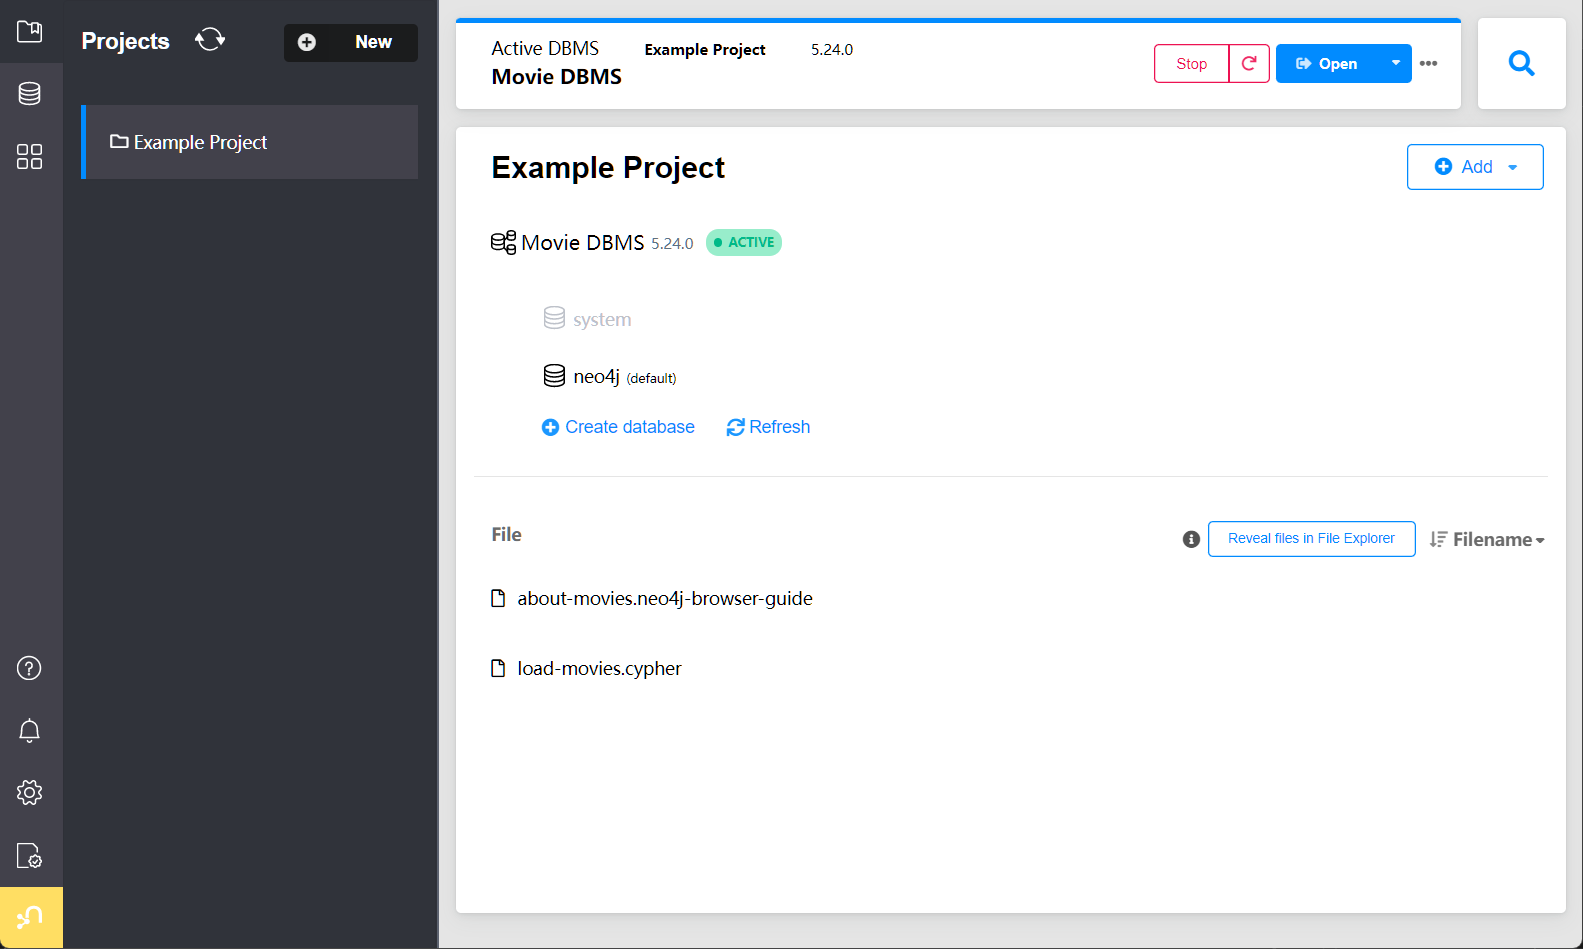 Projects
New
Example Project
Active DBMS
Example Project
5.24.0
Movie DBMS
Stop
Open
Example Project
Add
Movie DBMS 5.24.0 ACTIVE
system
neo4j (default)
Create database
Refresh
File
Reveal files in File Explorer
Filename
about-movies.neo4j-browser-guide
load-movies.cypher